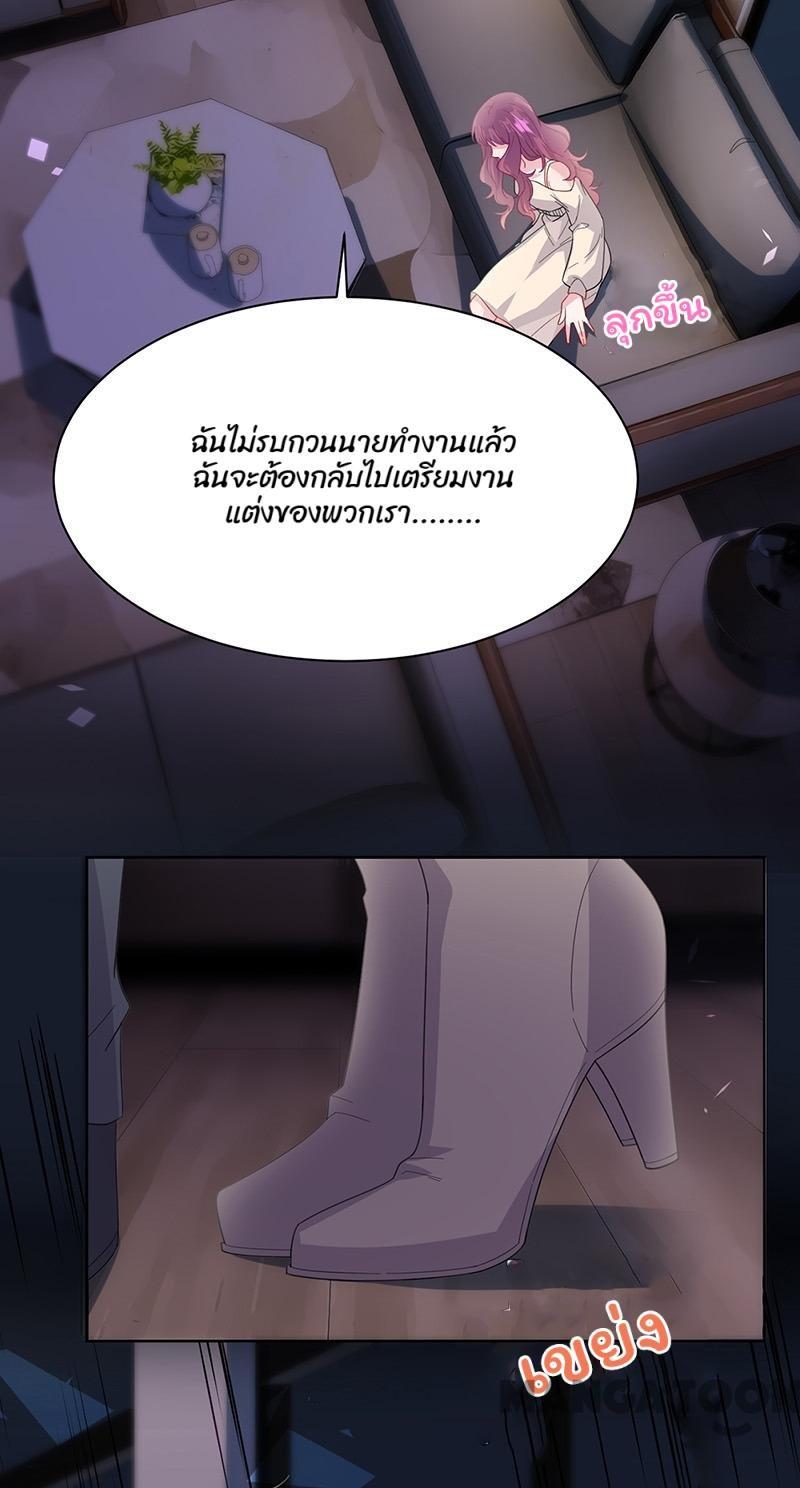 ลุกขึ้น
ฉันไม่รบกวนนายทำงานแล้ว
ฉันจะต้องกลับไปเตรียมงาน
แต่งของพวกเรา........
เขย่ง
MANGATOON